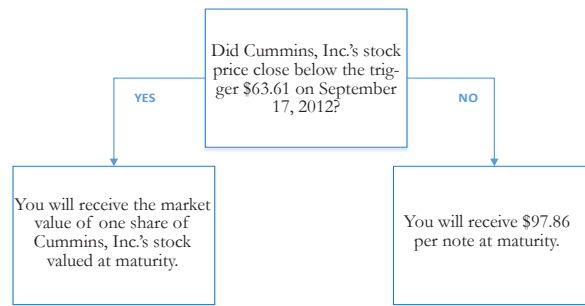 Did Cummins, Inc.'s stock
price close below the trig-
ger $63.61 on September
17, 2012?
YES
NO
You will receive the market
value of one share of
Cummins, Inc.'s stock
valued at maturity.
You will receive $97.86
per note at maturity.